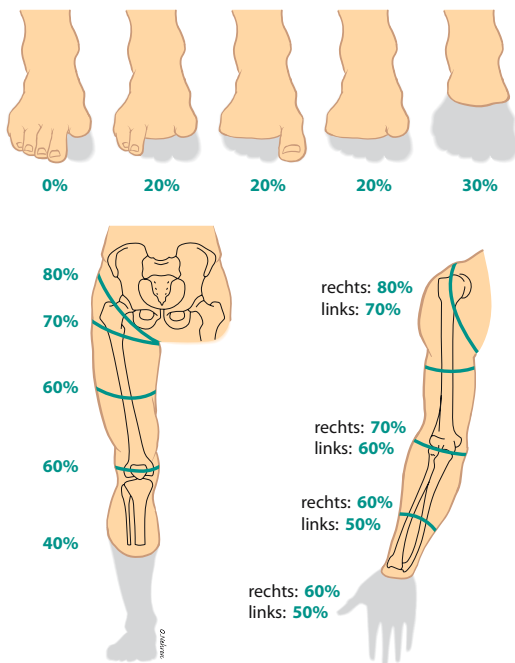 0%
20%
20%
20%
30%
80%
70%
60%
60%
40%
rechts: 80%
links: 70%
rechts: 70%
links: 60%
rechts: 60%
links: 50%
rechts: 60%
links: 50%